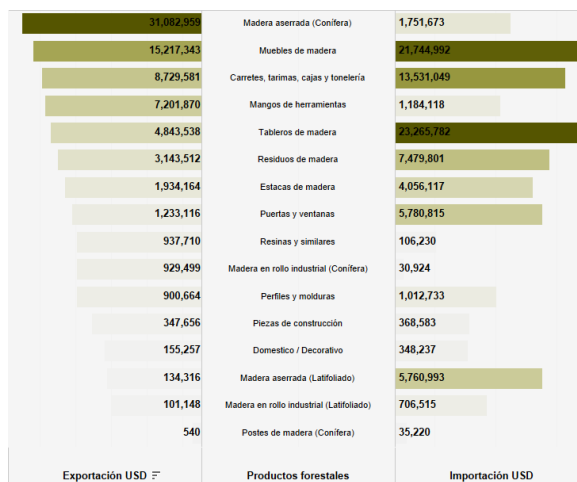 31,082,959 Madera aserrada (Conífera) 1,751,673
15,217,343 Muebles de madera 21,744,992
8,729,581 Carretes, tarimas, cajas y tonelería 13,531,049
7,201,870 Mangos de herramientas 1,184,118
4,843,538 Tableros de madera 23,265,782
3,143,512 Residuos de madera 7,479,801
1,934,164 Estacas de madera 4,056,117
1,233,116 Puertas y ventanas 5,780,815
937,710 Resinas y similares 106,230
929,499 Madera en rollo industrial (Conífera) 30,924
900,664 Perfiles y molduras 1,012,733
347,656 Piezas de construcción 368,583
155,257 Domestico / Decorativo 348,237
134,316 Madera aserrada (Latifoliado) 5,760,993
101,148 Madera en rollo industrial (Latifoliado) 706,515
540 Postes de madera (Conífera) 35,220
Exportación USD Productos forestales Importación USD